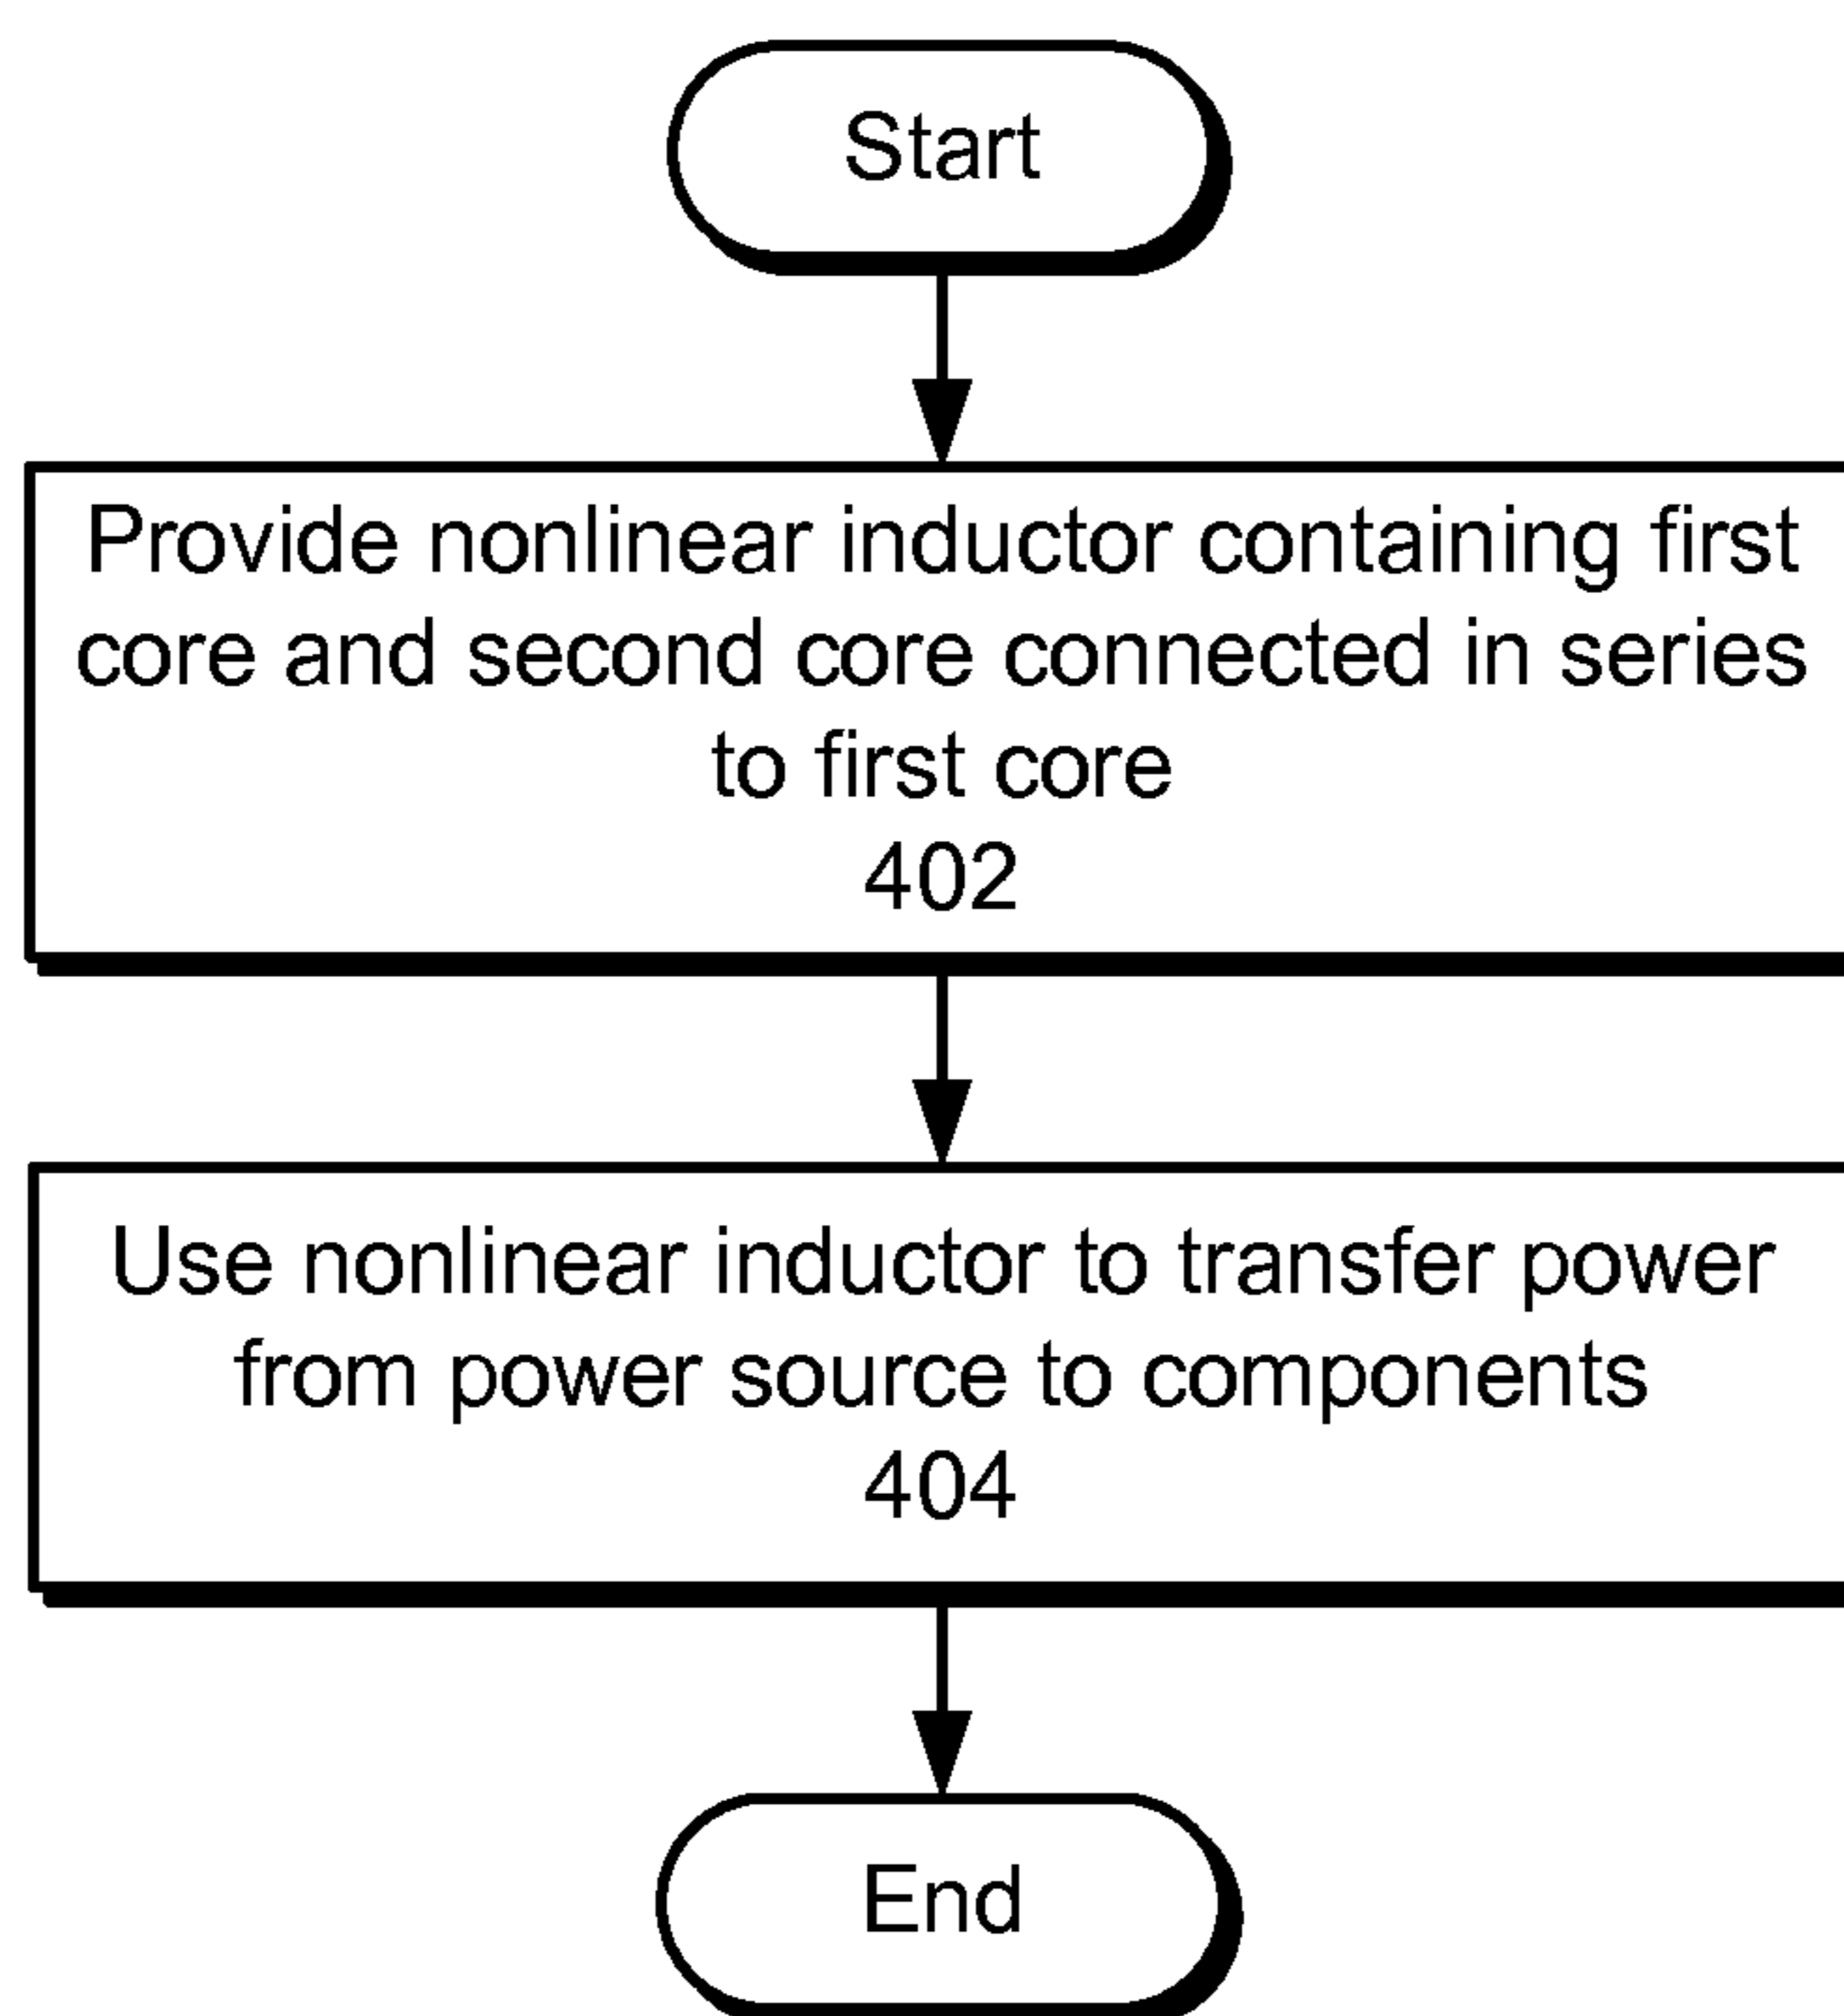 Start
Provide nonlinear inductor containing first
core and second core connected in series
to first core
402
Use nonlinear inductor to transfer power
from power source to components
404
End